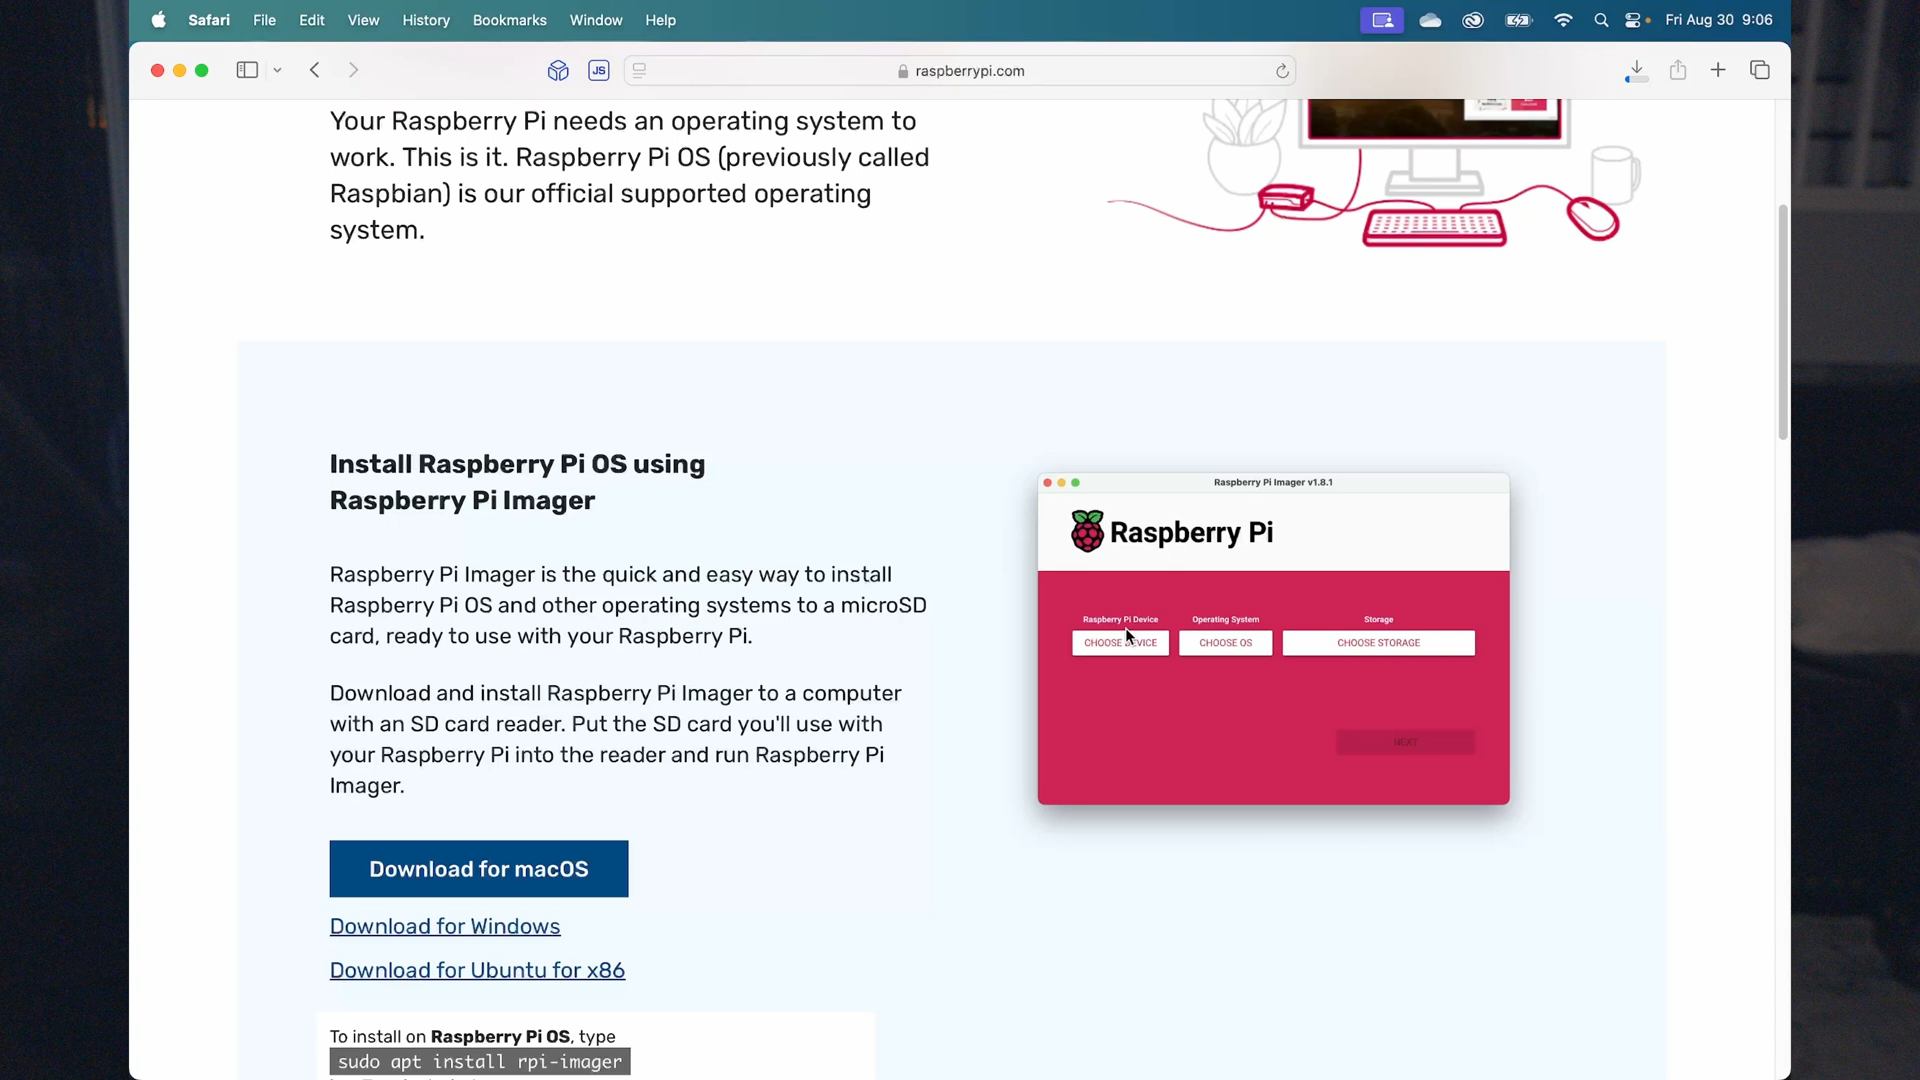 Safari File Edit View History Bookmarks Window Help Fri Aug 30 9:06
JS raspberrypi.com
Your Raspberry Pi needs an operating system to
work. This is it. Raspberry Pi OS (previously called
Raspbian) is our official supported operating
system.
Install Raspberry Pi OS using
Raspberry Pi Imager
Raspberry Pi Imager is the quick and easy way to install
Raspberry Pi OS and other operating systems to a microSD
card, ready to use with your Raspberry Pi.
Download and install Raspberry Pi Imager to a computer
with an SD card reader. Put the SD card you'll use with
your Raspberry Pi into the reader and run Raspberry Pi
Imager.
Download for macOS
Download for Windows
Download for Ubuntu for x86
To install on Raspberry Pi OS, type
sudo apt install rpi-imager
Raspberry Pi Imager v1.8.1
Raspberry Pi
Raspberry Pi Device Operating System Storage
CHOOSE DEVICE CHOOSE OS CHOOSE STORAGE
NEXT